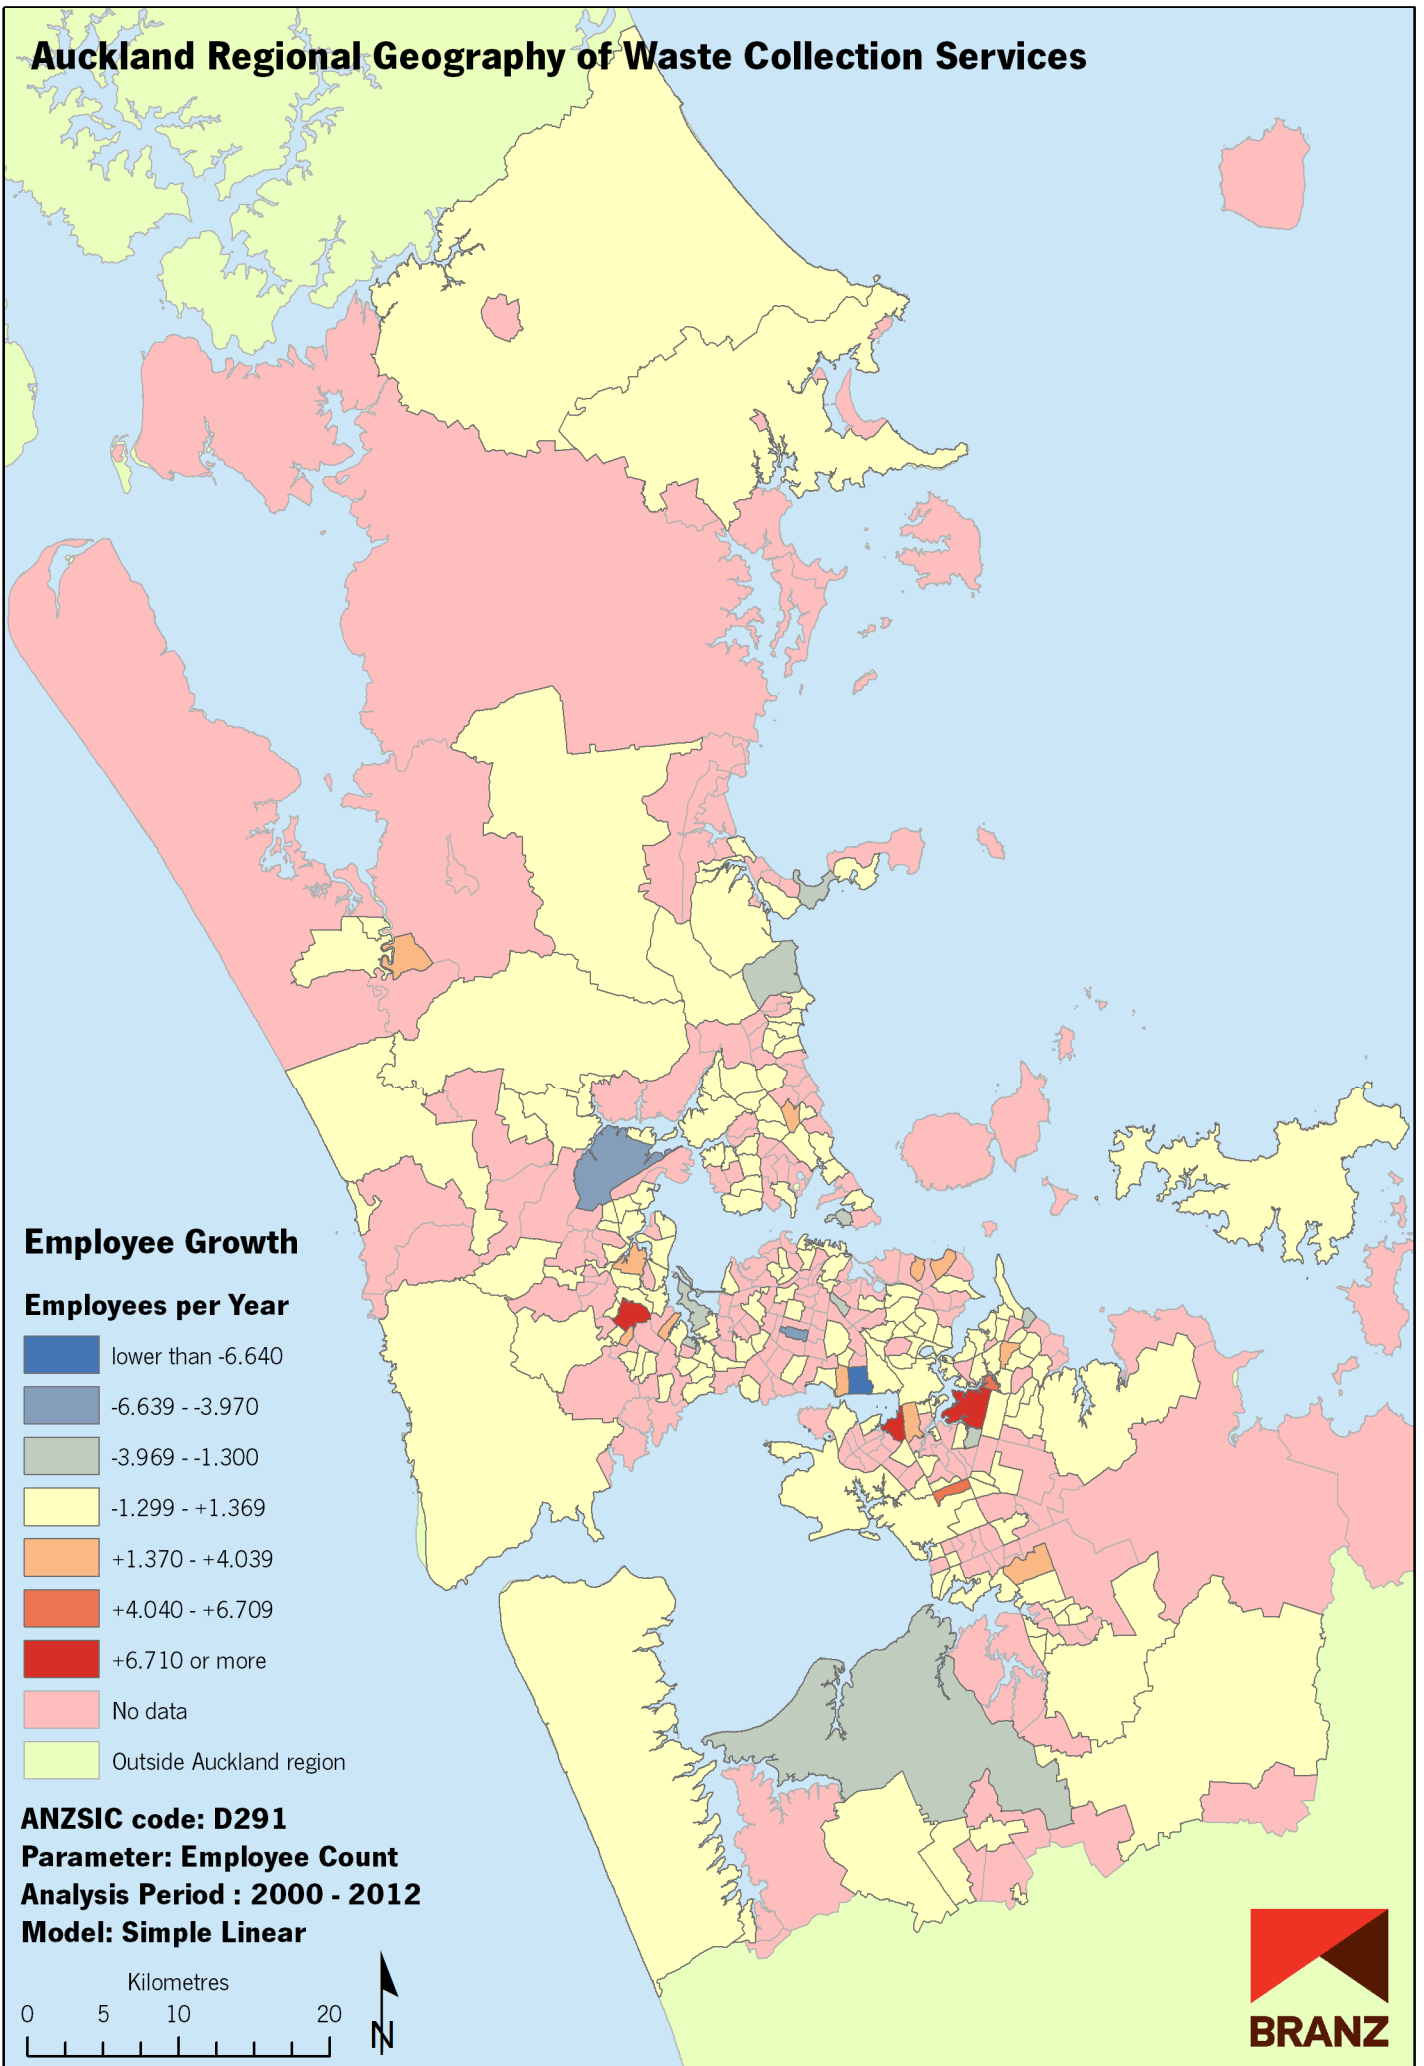 Auckland Regional Geography of Waste Collection Services
Employee Growth
Employees per Year
lower than -6.640
-6.639 - -3.970
-3.969 - -1.300
-1.299 - +1.369
+1.370 - +4.039
+4.040 - +6.709
+6.710 or more
No data
Outside Auckland region
ANZSIC code: D291
Parameter: Employee Count
Analysis Period : 2000 - 2012
Model: Simple Linear
Kilometres
0 5 10 20
N
BRANZ